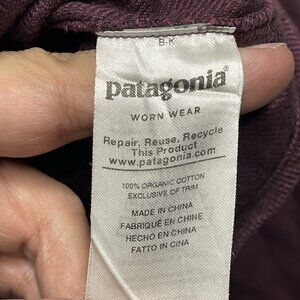 patagonia®
WORN WEAR
Repair, Reuse, Recycle
This Product
www.patagonia.com
100% ORGANIC COTTON
EXCLUSIVE OF TRIM
MADE IN CHINA
FABRIQUÉ EN CHINE
HECHO EN CHINA
FATTO IN CINA